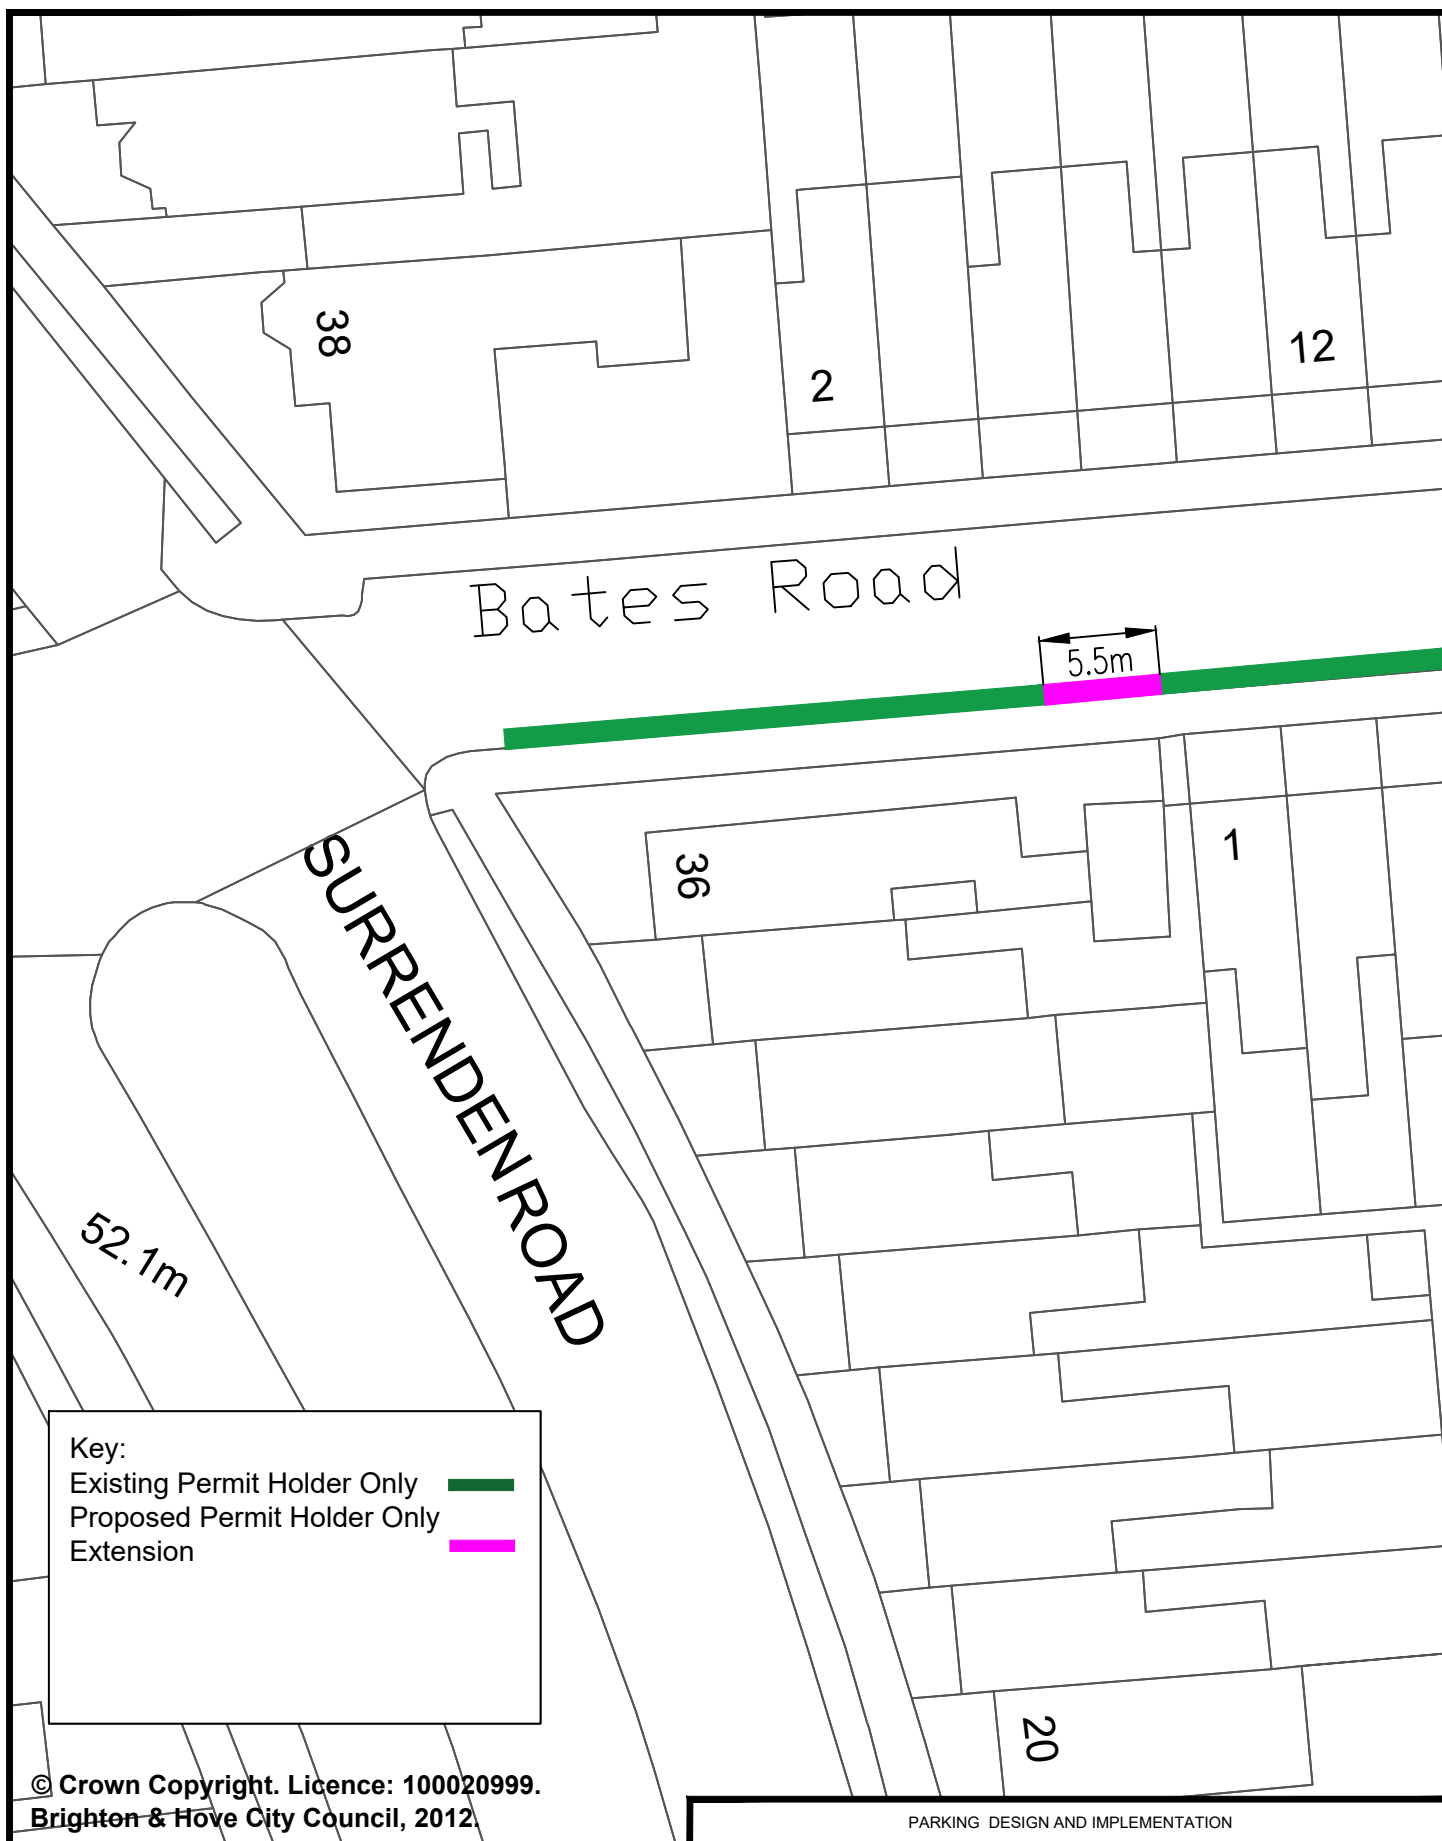 38
2
12
Bates Road
5.5m
36
1
SURRENDEN ROAD
52.1m
Key:
Existing Permit Holder Only
Proposed Permit Holder Only
Extension
20
© Crown Copyright. Licence: 100020999.
Brighton & Hove City Council, 2012.
PARKING DESIGN AND IMPLEMENTATION